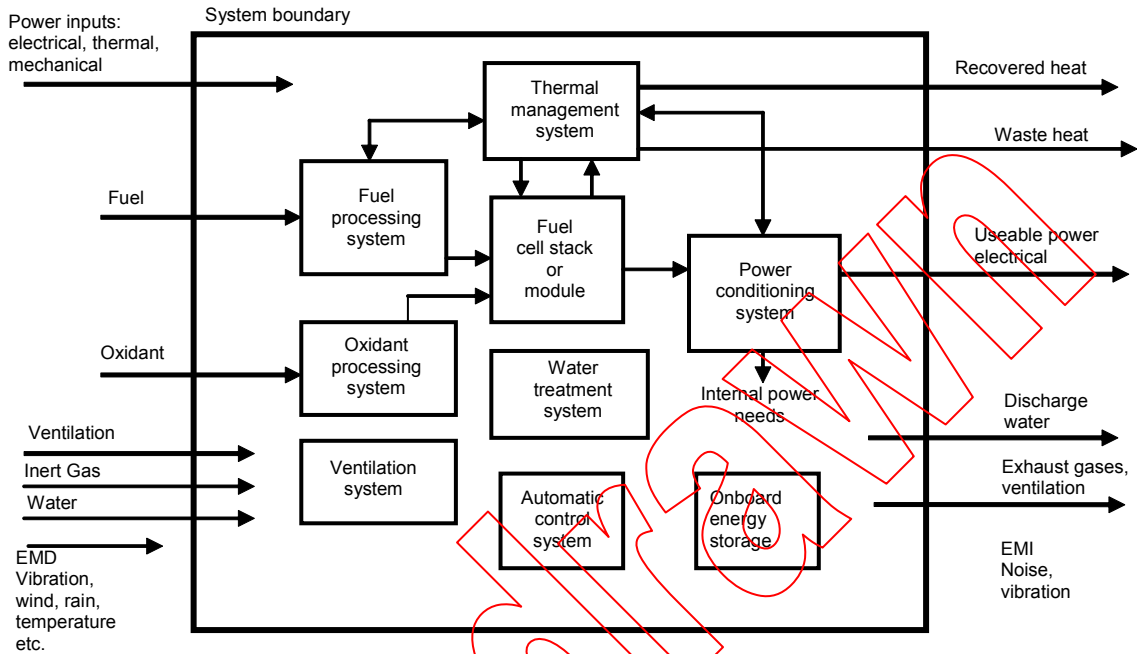 System boundary
Power inputs:
electrical, thermal,
mechanical
Recovered heat
Thermal
management
system
Waste heat
Fuel
Fuel
processing
system
Fuel
cell stack
or
module
Useable power
electrical
Power
conditioning
system
Oxidant
Oxidant
processing
system
Water
treatment
system
Internal power
needs
Discharge
water
Ventilation
Inert Gas
Water
Ventilation
system
Automatic
control
system
Onboard
energy
storage
Exhaust gases,
ventilation
EMD
Vibration,
wind, rain,
temperature
etc.
EMI
Noise,
vibration